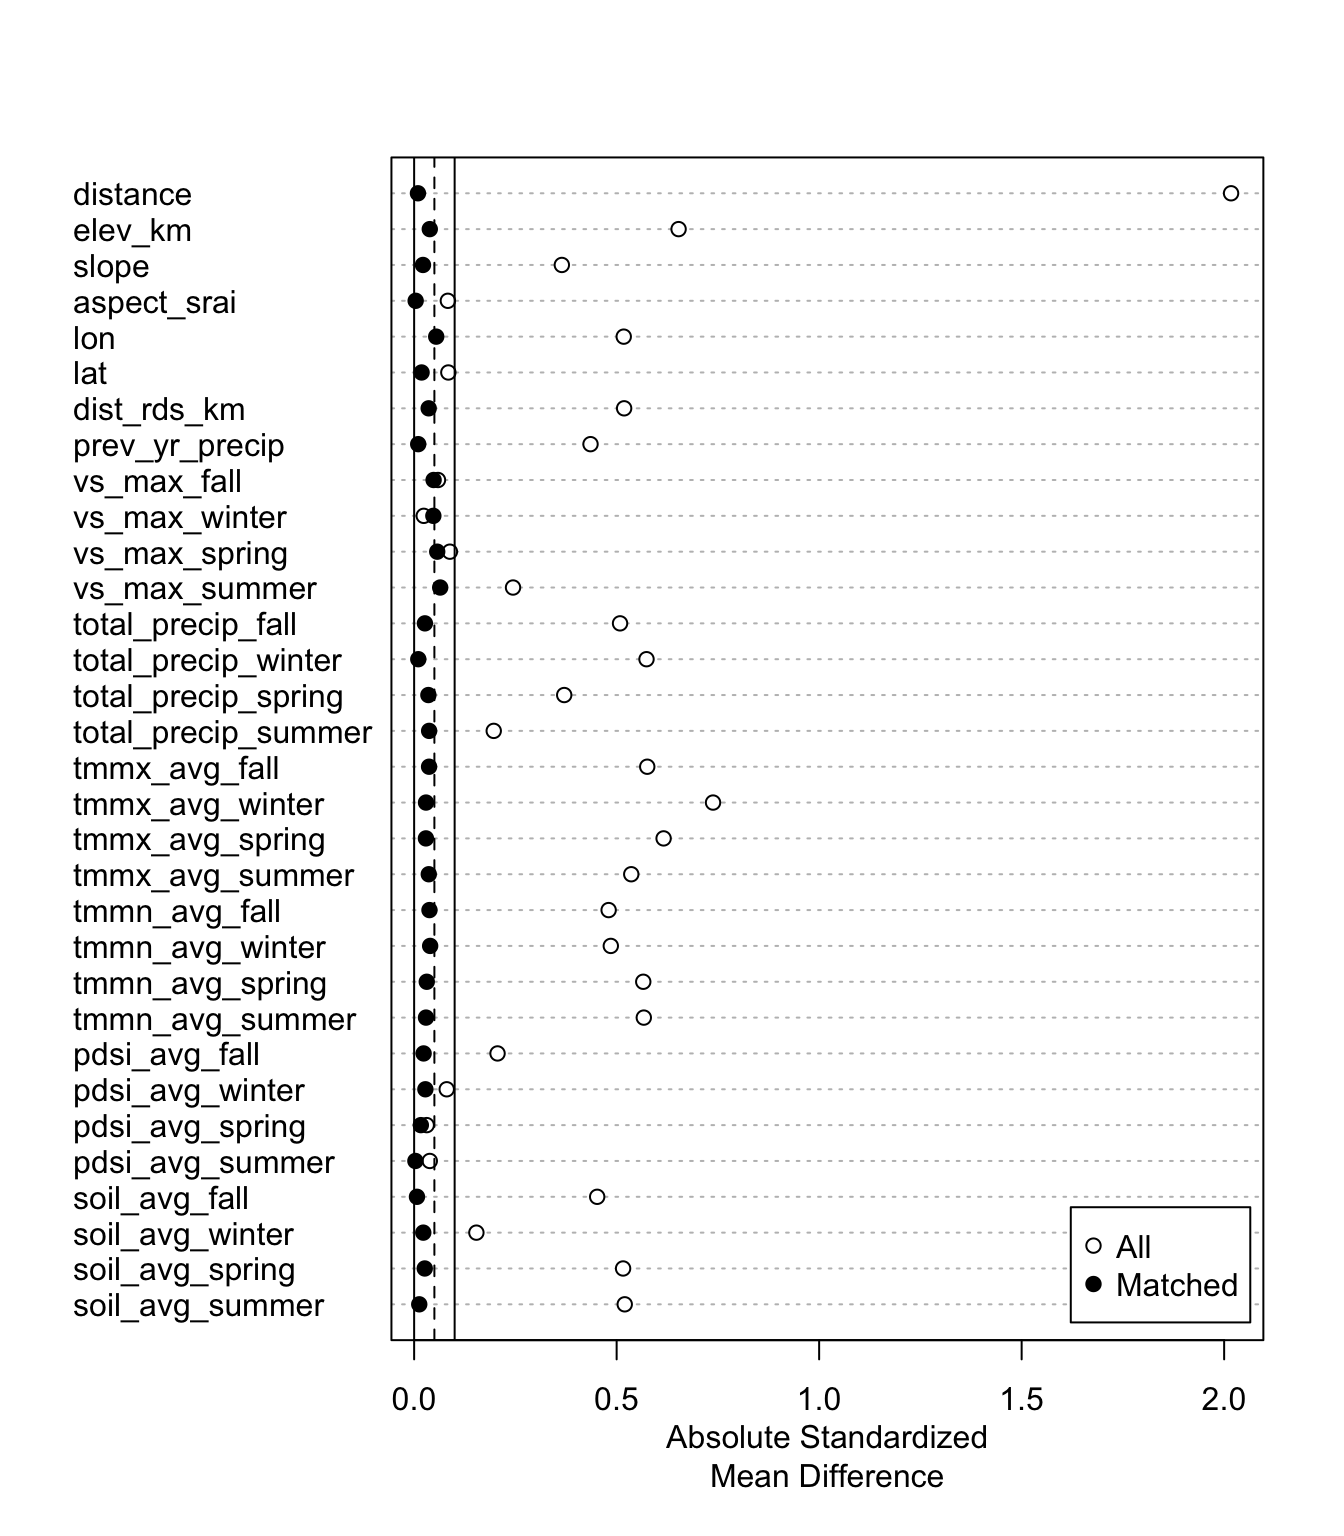 distance
elev_km
slope
aspect_srai
lon
lat
dist_rds_km
prev_yr_precip
vs_max_fall
vs_max_winter
vs_max_spring
vs_max_summer
total_precip_fall
total_precip_winter
total_precip_spring
total_precip_summer
tmmx_avg_fall
tmmx_avg_winter
tmmx_avg_spring
tmmx_avg_summer
tmmn_avg_fall
tmmn_avg_winter
tmmn_avg_spring
tmmn_avg_summer
pdsi_avg_fall
pdsi_avg_winter
pdsi_avg_spring
pdsi_avg_summer
soil_avg_fall
soil_avg_winter
soil_avg_spring
soil_avg_summer
All
Matched
0.0 0.5 1.0 1.5 2.0
Absolute Standardized
Mean Difference